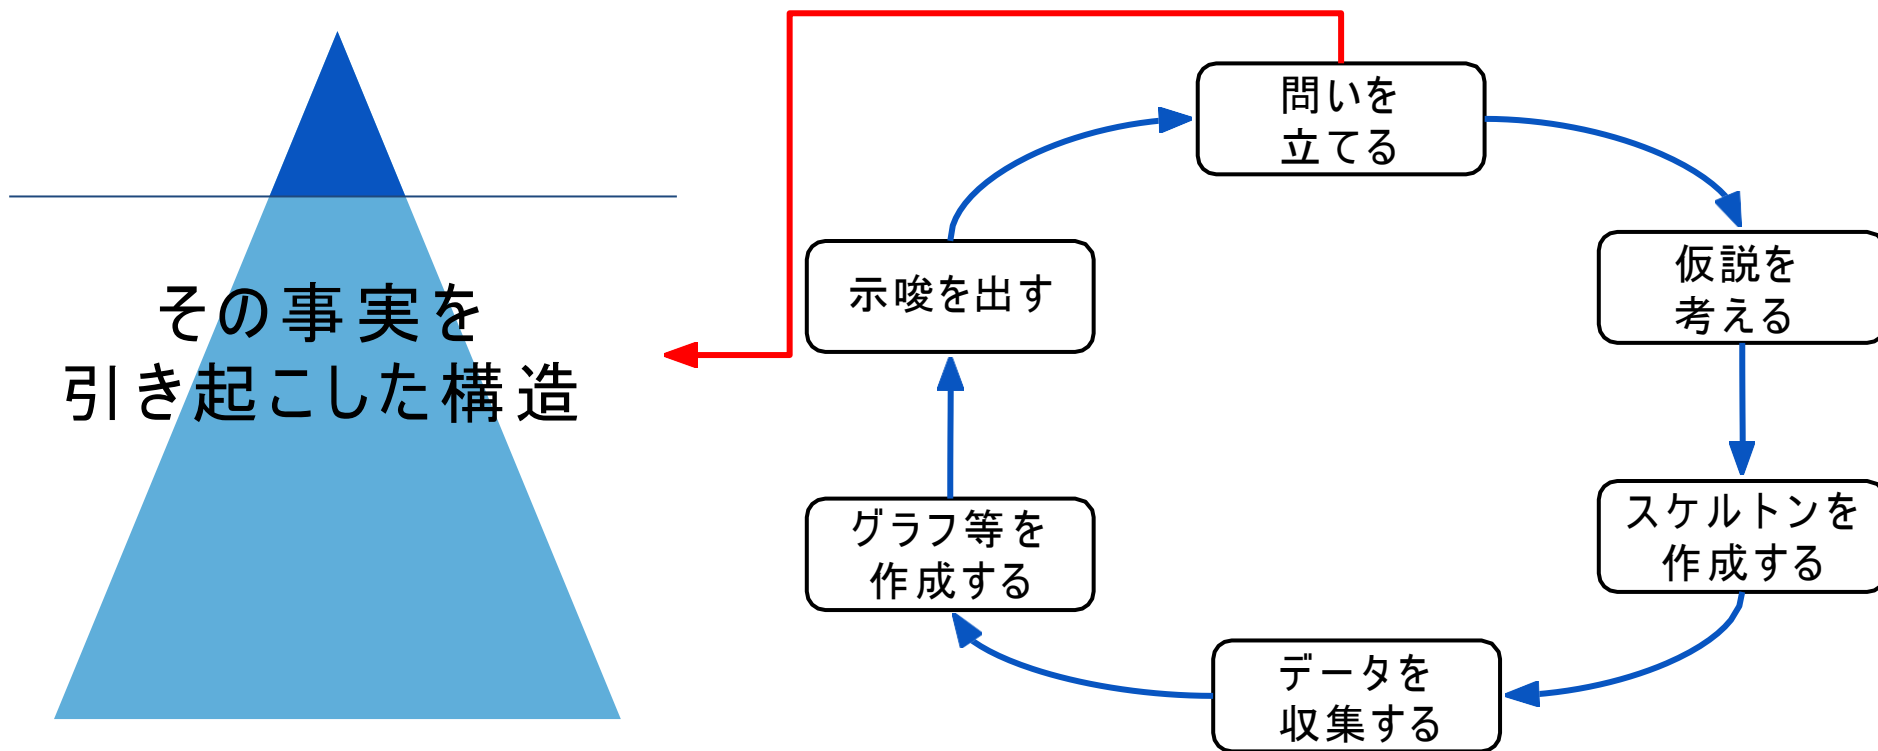 その事実を
引き起こした構造
問いを
立てる
仮説を
考える
スケルトンを
作成する
データを
収集する
グラフ等を
作成する
示唆を出す